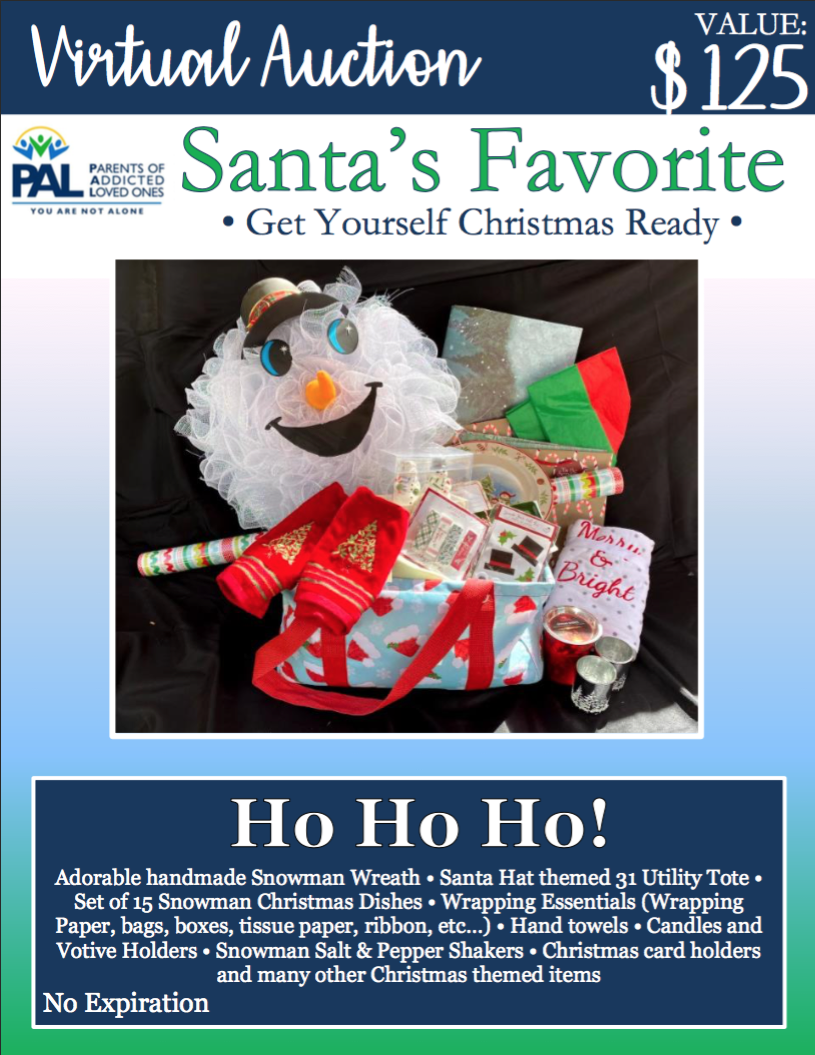 Virtual Auction
VALUE:
$125
PAL
PARENTS OF
ADDICTED
LOVED ONES
YOU ARE NOT ALONE
Santa's Favorite
• Get Yourself Christmas Ready •
Merry
&
Bright
Ho Ho Ho!
Adorable handmade Snowman Wreath • Santa Hat themed 31 Utility Tote •
Set of 15 Snowman Christmas Dishes • Wrapping Essentials (Wrapping
Paper, bags, boxes, tissue paper, ribbon, etc...) • Hand towels • Candles and
Votive Holders • Snowman Salt & Pepper Shakers • Christmas card holders
and many other Christmas themed items
No Expiration